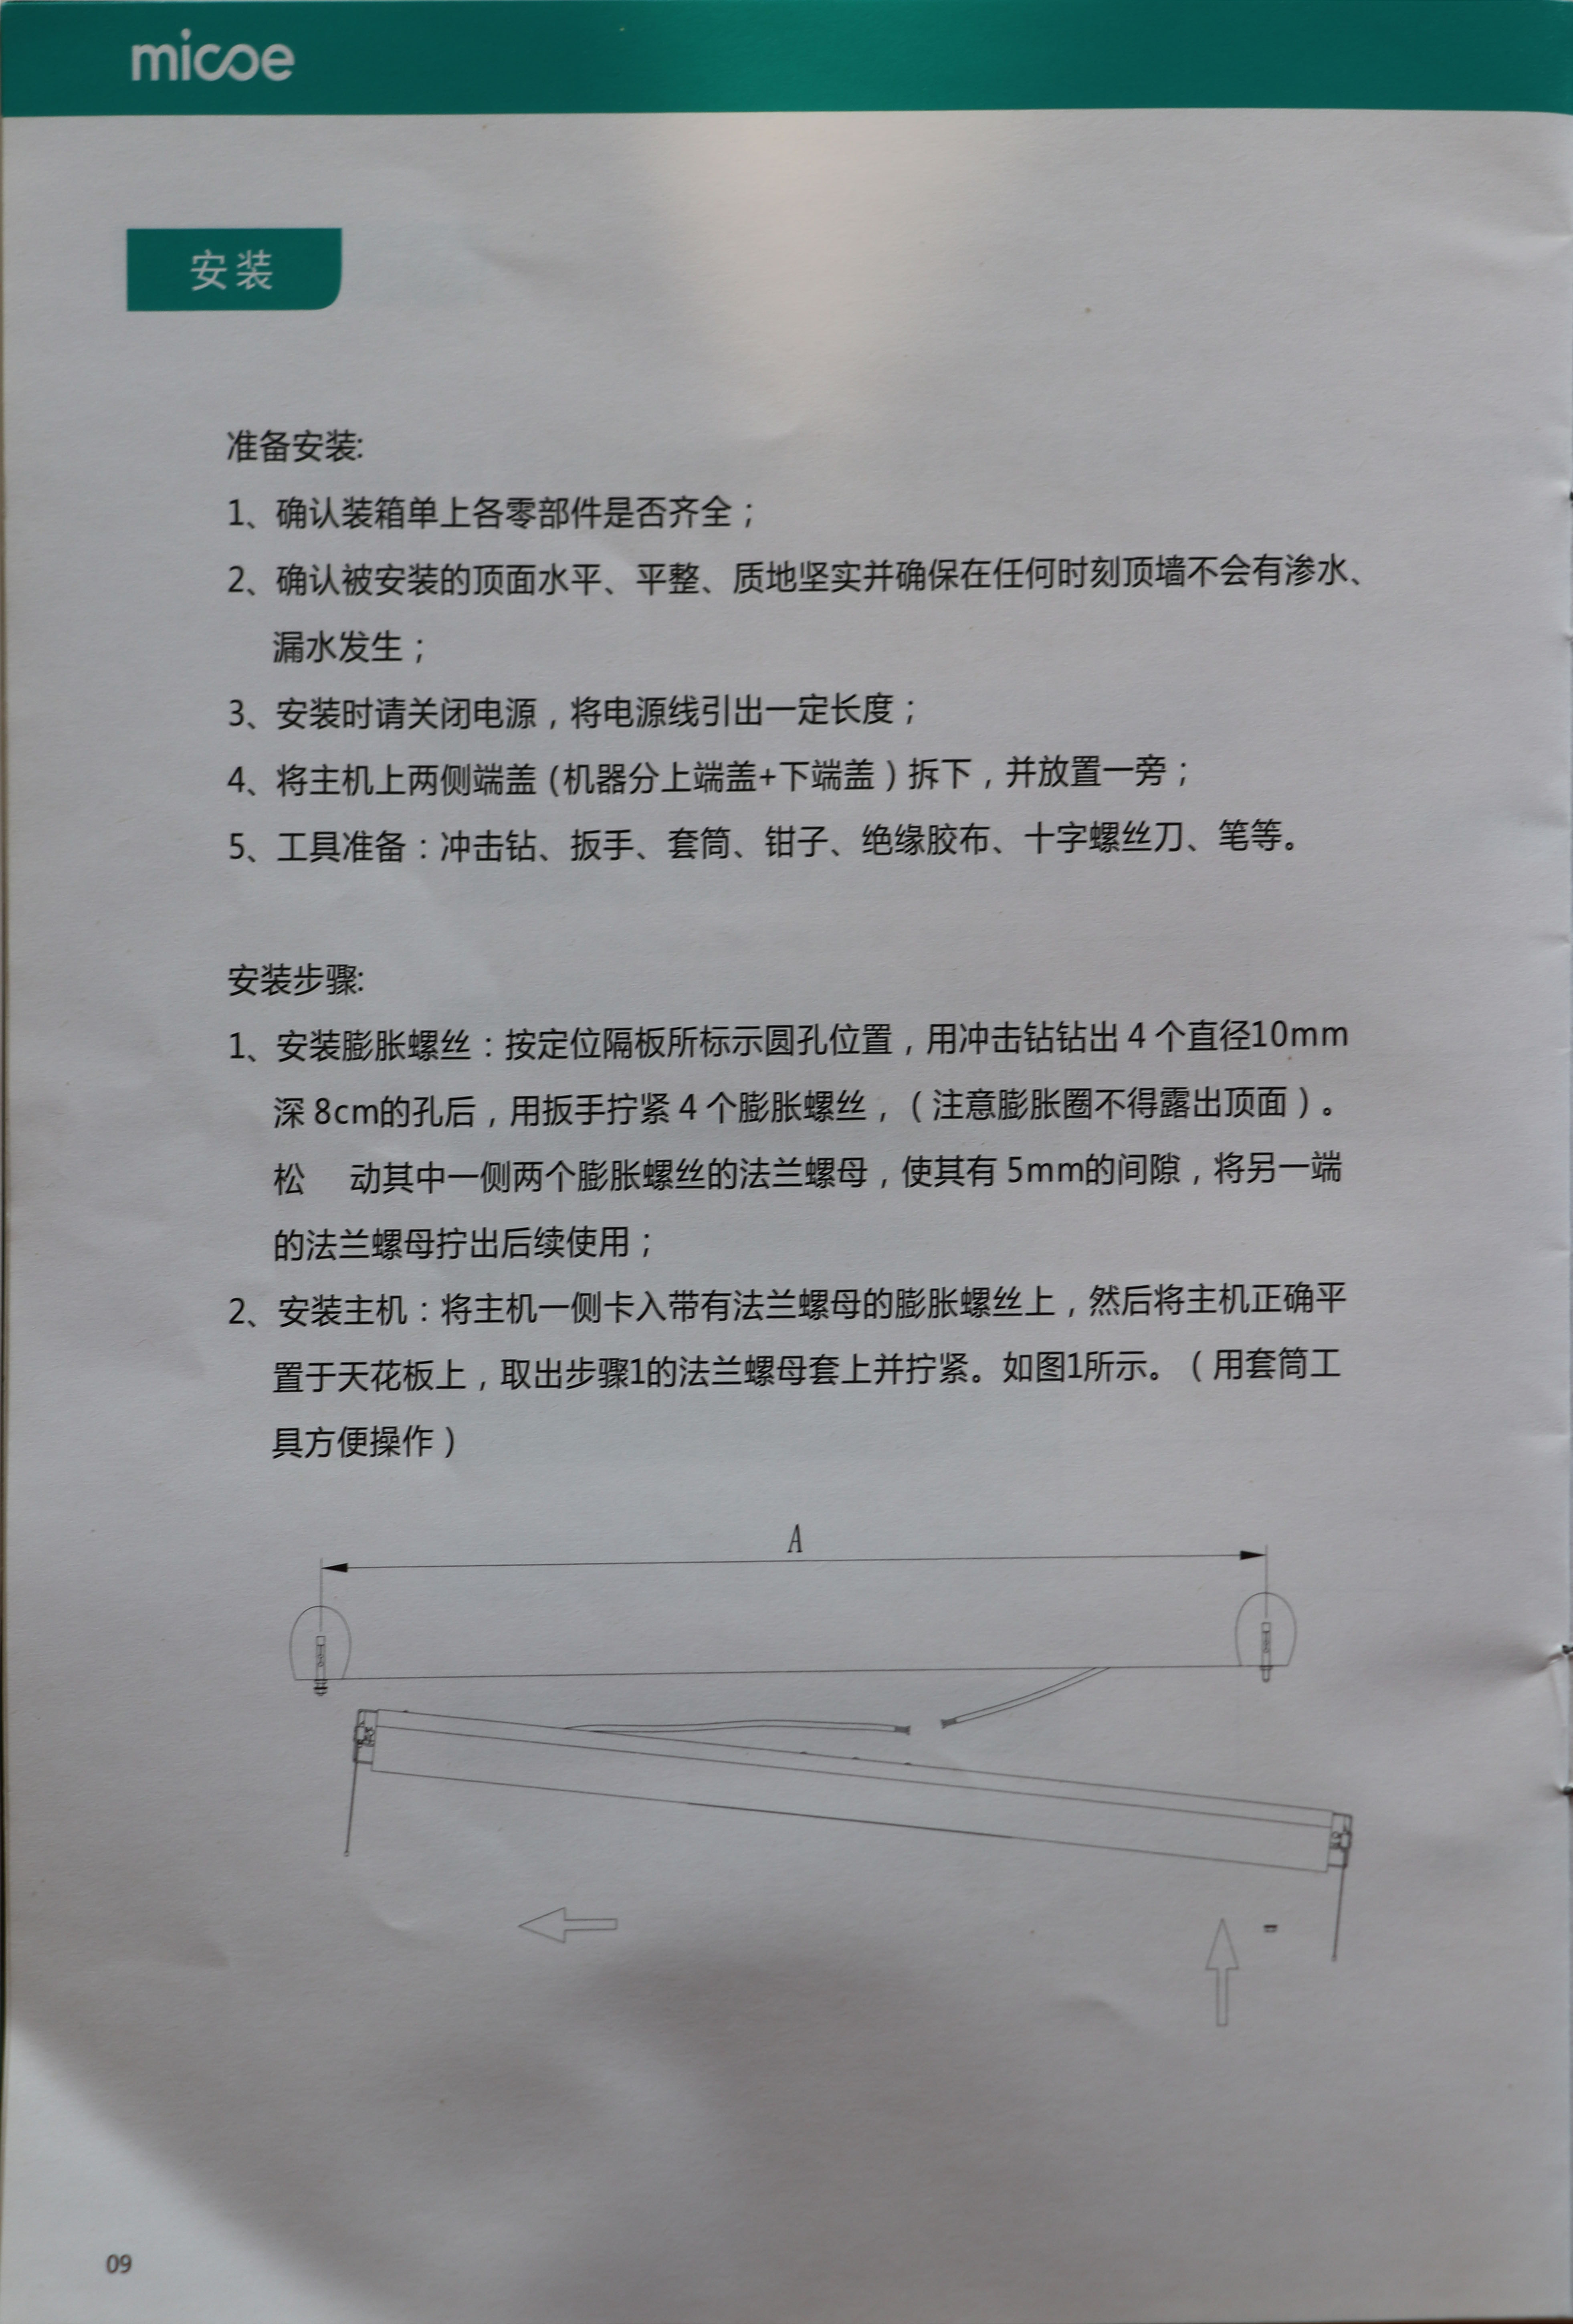 micoe
安装
准备安装:
1、确认装箱单上各零部件是否齐全；
2、确认被安装的顶面水平、平整、质地坚实并确保在任何时刻顶墙不会有渗水、
漏水发生；
3、安装时请关闭电源，将电源线引出一定长度；
4、将主机上两侧端盖（机器分上端盖+下端盖）拆下，并放置一旁；
5、工具准备：冲击钻、扳手、套筒、钳子、绝缘胶布、十字螺丝刀、笔等。
安装步骤:
1、安装膨胀螺丝：按定位隔板所标示圆孔位置，用冲击钻钻出 4 个直径10mm
深 8cm的孔后，用扳手拧紧 4 个膨胀螺丝，（注意膨胀圈不得露出顶面）。
松 动其中一侧两个膨胀螺丝的法兰螺母，使其有 5mm的间隙，将另一端
的法兰螺母拧出后续使用；
2、安装主机：将主机一侧卡入带有法兰螺母的膨胀螺丝上，然后将主机正确平
置于天花板上，取出步骤1的法兰螺母套上并拧紧。如图1所示。（用套筒工
具方便操作）
A
09